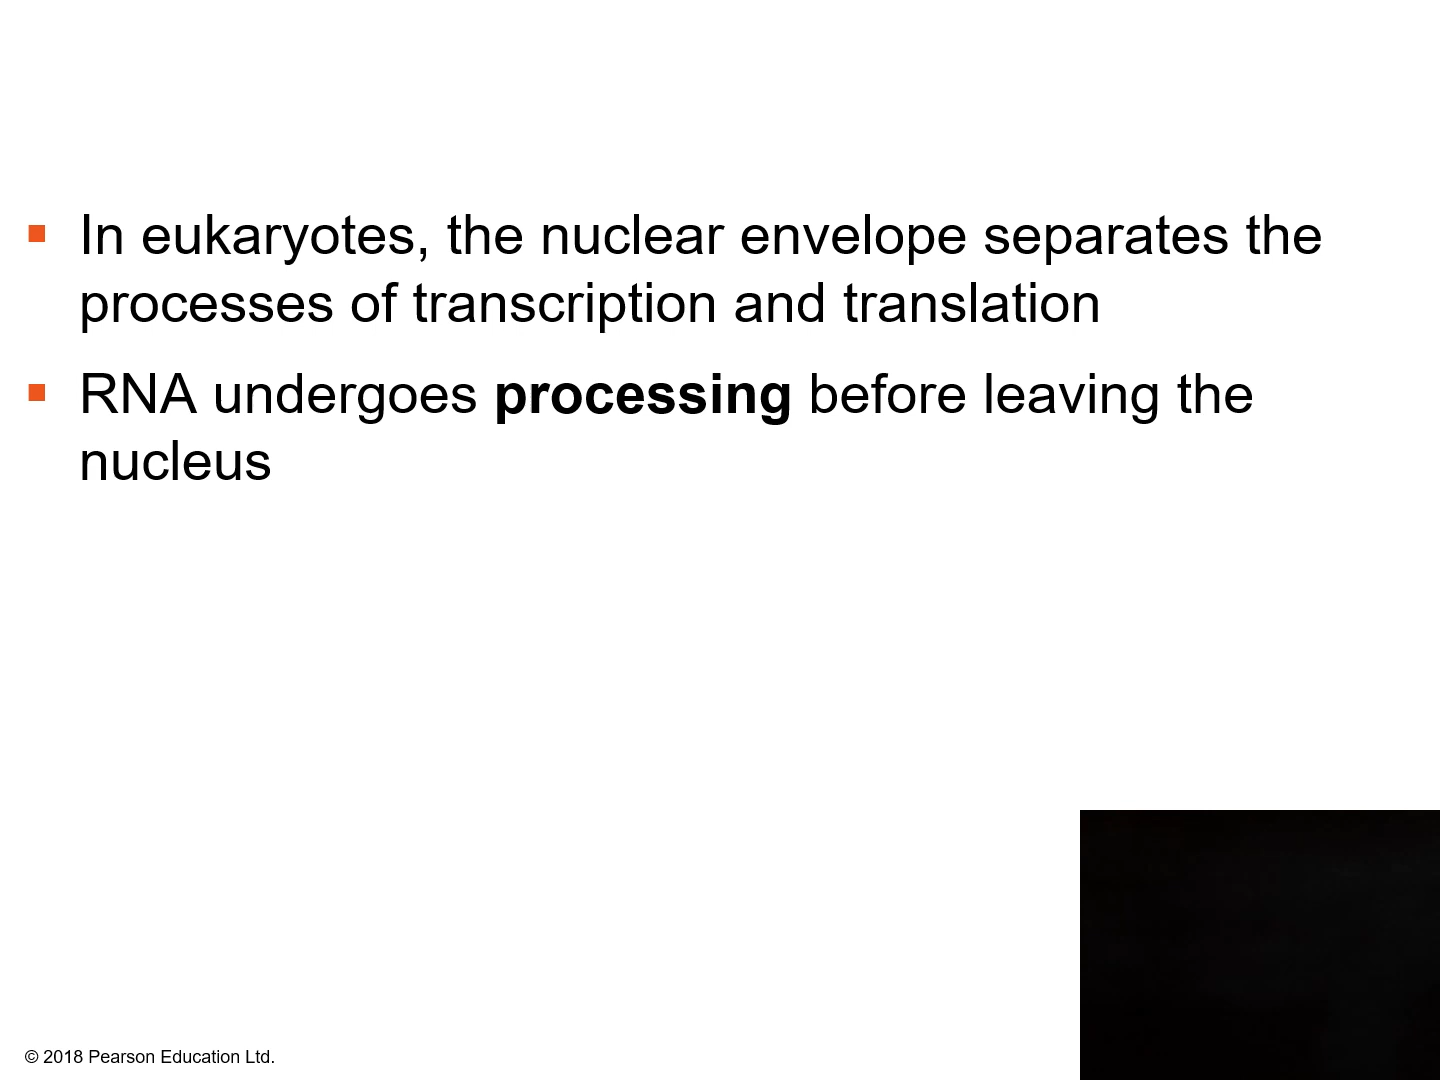 In eukaryotes, the nuclear envelope separates the
processes of transcription and translation
RNA undergoes processing before leaving the
nucleus
© 2018 Pearson Education Ltd.